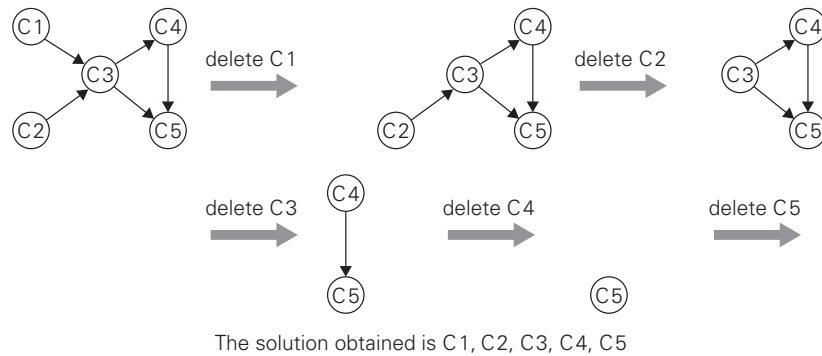 C1 C4 C4 C4
delete C1 delete C2
C3 C3 C3
C2 C5 C2 C5 C5
C4
delete C3 delete C4 delete C5
C5 C5
The solution obtained is C1, C2, C3, C4, C5